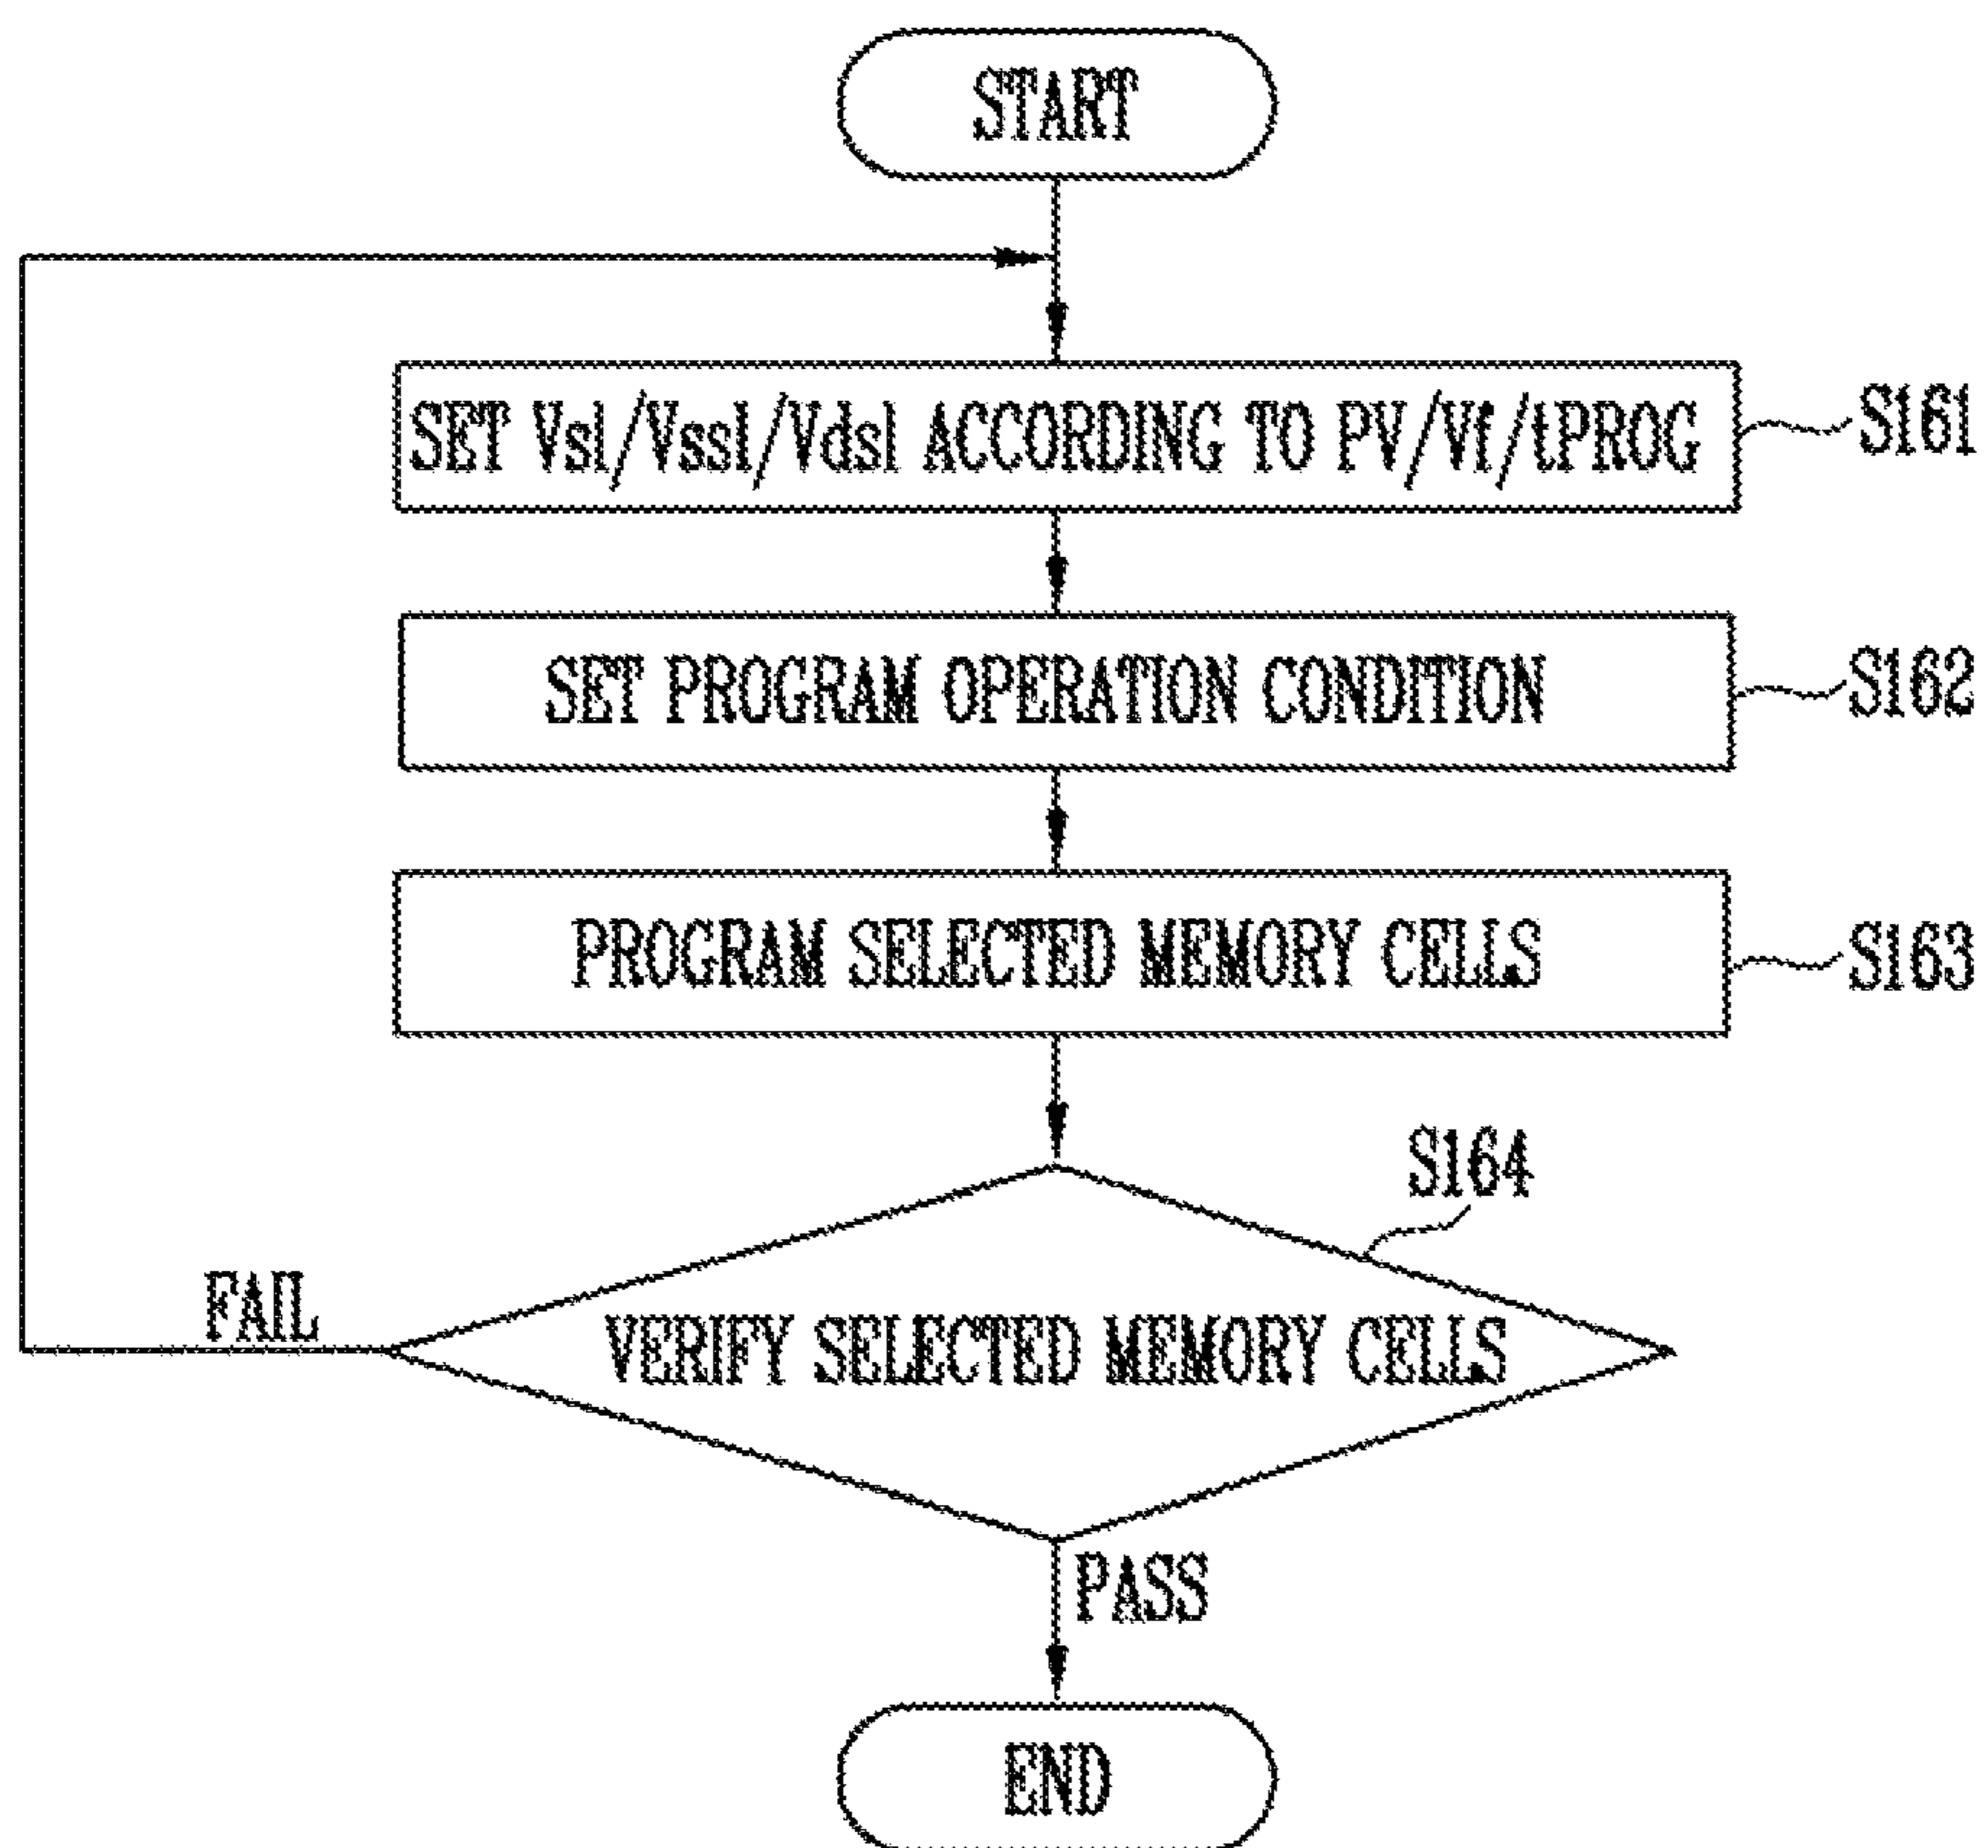 START
SET Vsl/Vssl/Vdsl ACCORDING TO PV/Vf/tPROG
S161
SET PROGRAM OPERATION CONDITION
S162
PROGRAM SELECTED MEMORY CELLS
S163
S164
FAIL
VERIFY SELECTED MEMORY CELLS
PASS
END